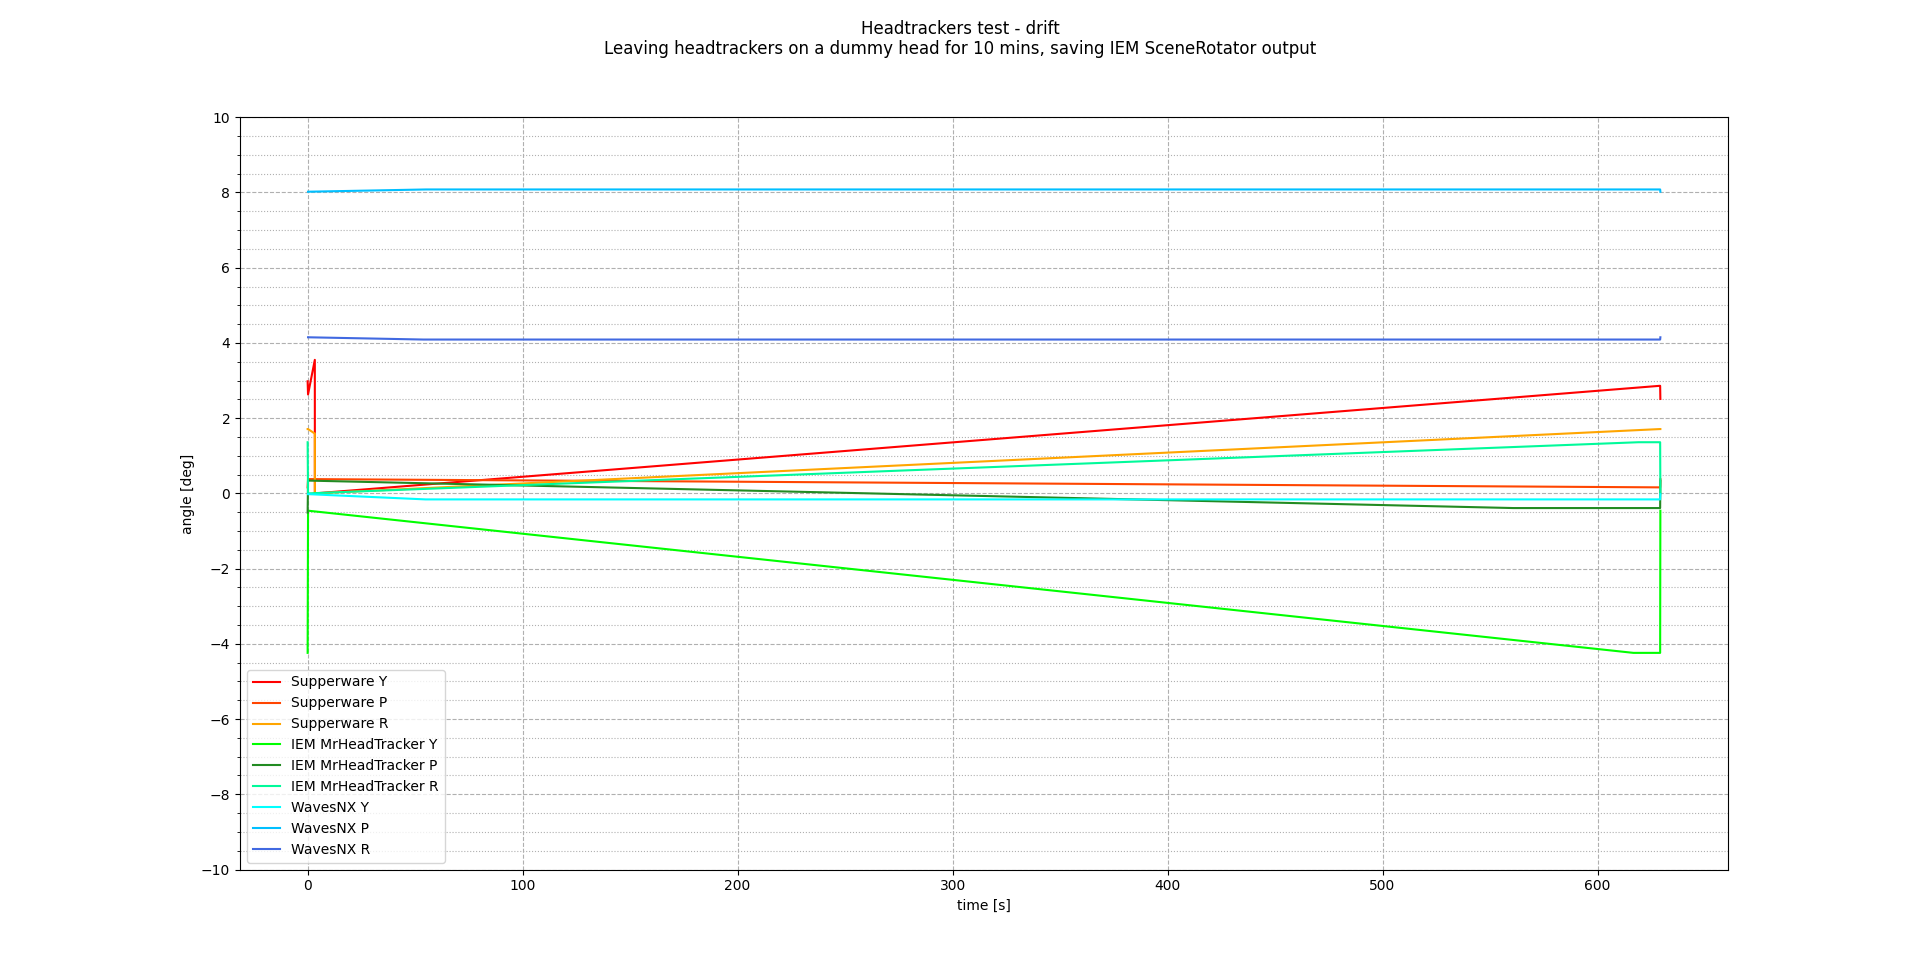 Headtrackers test - drift
Leaving headtrackers on a dummy head for 10 mins, saving IEM SceneRotator output
angle [deg]
10
8
6
4
2
0
−2
−4
−6
−8
−10
Supperware Y
Supperware P
Supperware R
IEM MrHeadTracker Y
IEM MrHeadTracker P
IEM MrHeadTracker R
WavesNX Y
WavesNX P
WavesNX R
0 100 200 300 400 500 600
time [s]